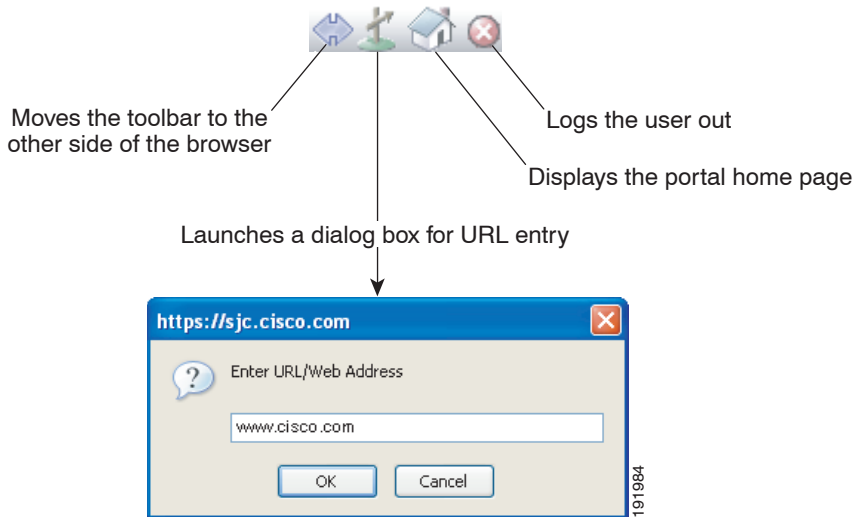 Moves the toolbar to the
other side of the browser
Logs the user out
Displays the portal home page
Launches a dialog box for URL entry
https://sjc.cisco.com
?
Enter URL/Web Address
www.cisco.com
OK
Cancel
191984